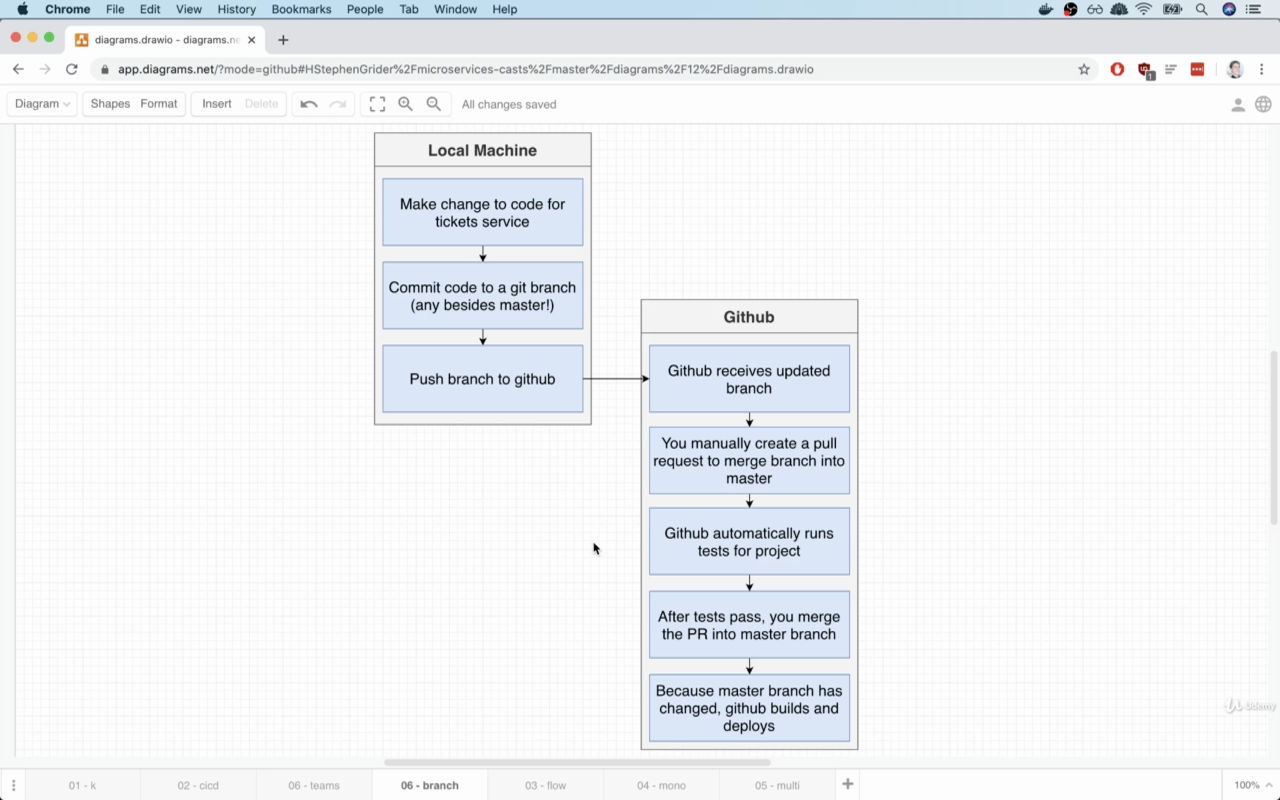 Chrome File Edit View History Bookmarks People Tab Window Help
diagrams.drawio - diagrams.n
app.diagrams.net/?mode=github#HStephenGrider%2Fmicroservices-casts%2Fmaster%2Fdiagrams%2F12%2Fdiagrams.drawio
Diagram Shapes Format Insert Delete All changes saved
Local Machine
Make change to code for
tickets service
Commit code to a git branch
(any besides master!)
Push branch to github
Github
Github receives updated
branch
You manually create a pull
request to merge branch into
master
Github automatically runs
tests for project
After tests pass, you merge
the PR into master branch
Because master branch has
changed, github builds and
deploys
Udemy
01 - k 02 - cicd 06 - teams 06 - branch 03 - flow 04 - mono 05 - multi 100%